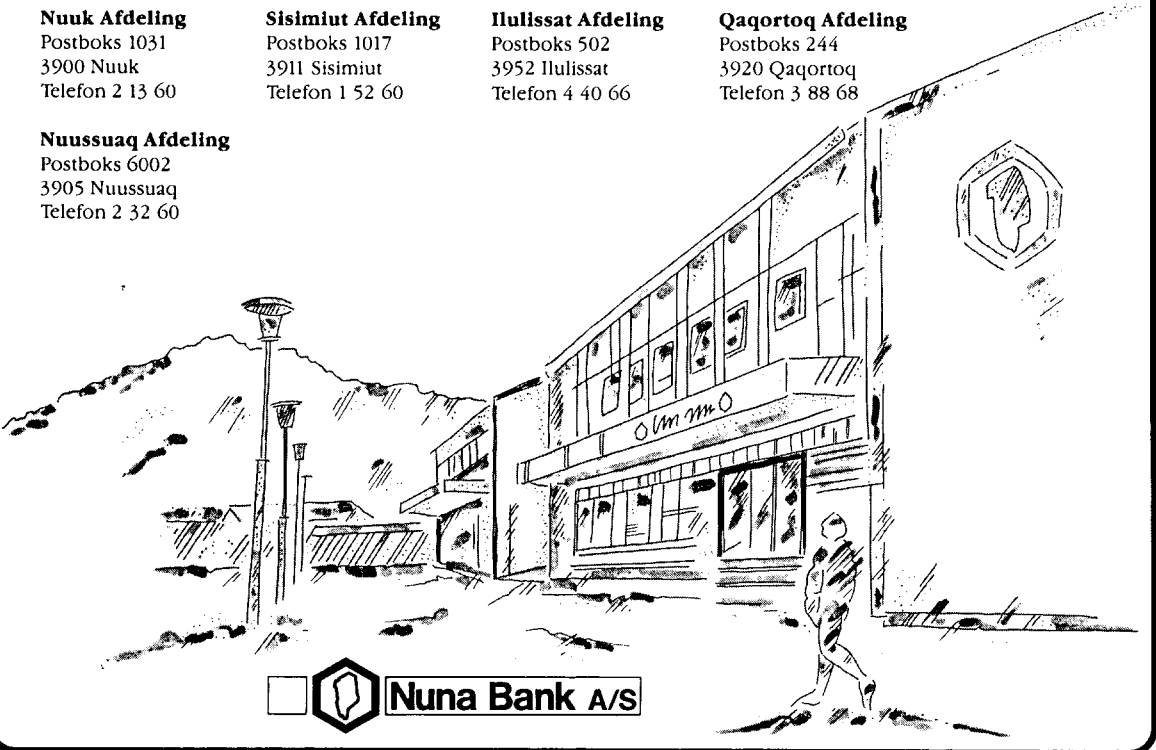 Nuuk Afdeling
Postboks 1031
3900 Nuuk
Telefon 2 13 60
Sisimiut Afdeling
Postboks 1017
3911 Sisimiut
Telefon 1 52 60
Ilulissat Afdeling
Postboks 502
3952 Ilulissat
Telefon 4 40 66
Qaqortoq Afdeling
Postboks 244
3920 Qaqortoq
Telefon 3 88 68
Nuussuaq Afdeling
Postboks 6002
3905 Nuussuaq
Telefon 2 32 60
Nuna Bank A/S